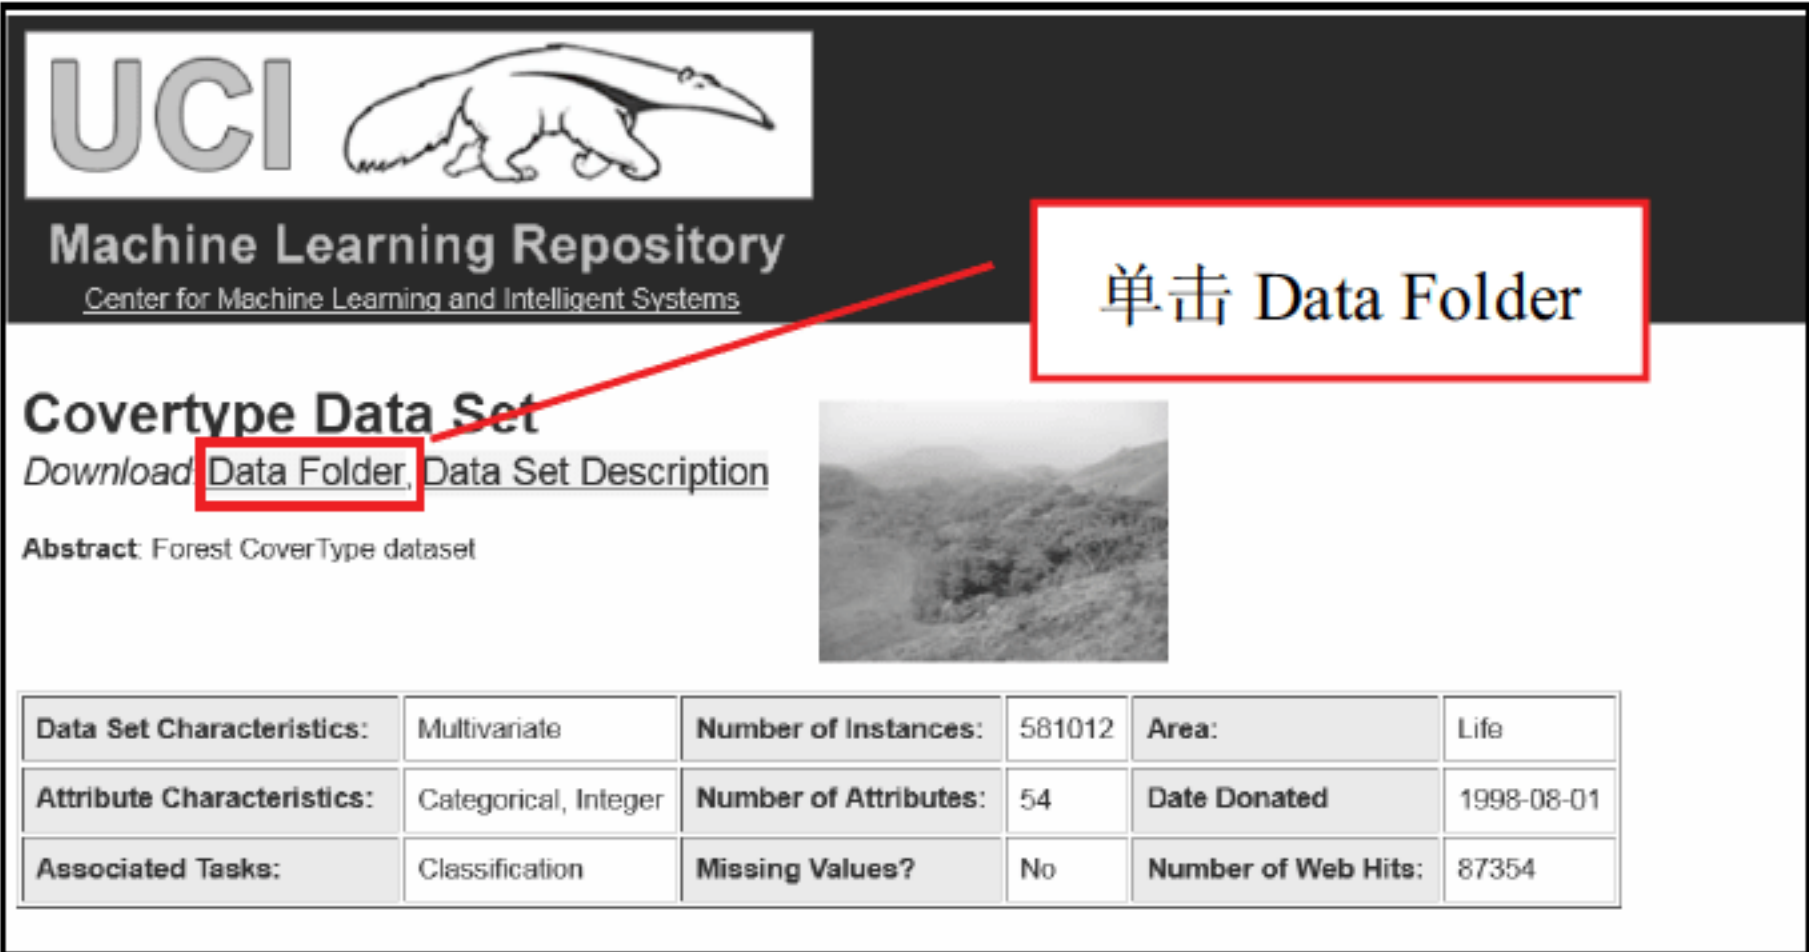 UCI
Machine Learning Repository
Center for Machine Learning and Intelligent Systems
单击 Data Folder
Covertype Data Set
Download: Data Folder, Data Set Description
Abstract: Forest CoverType dataset
Data Set Characteristics: Multivariate Number of Instances: 581012 Area: Life
Attribute Characteristics: Categorical, Integer Number of Attributes: 54 Date Donated 1998-08-01
Associated Tasks: Classification Missing Values? No Number of Web Hits: 87354